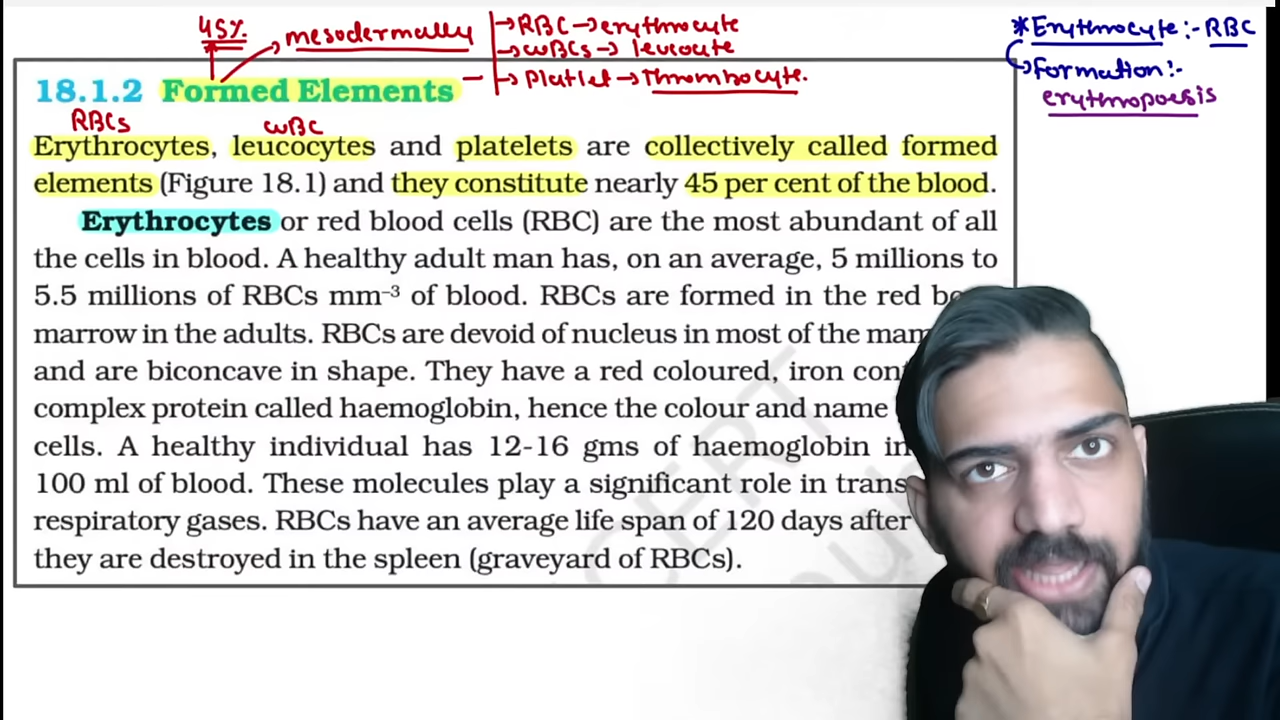 45%
mesodermally
→RBC→erythrocyte
→WBCs→ leucoute
→ Platlet→Thrombocyte.
*Erythrocyte:-RBC
Formation:-
erythropoesis
18.1.2 Formed Elements
RBCs WBC
Erythrocytes, leucocytes and platelets are collectively called formed
elements (Figure 18.1) and they constitute nearly 45 per cent of the blood.
Erythrocytes or red blood cells (RBC) are the most abundant of all
the cells in blood. A healthy adult man has, on an average, 5 millions to
5.5 millions of RBCs mm⁻³ of blood. RBCs are formed in the red
marrow in the adults. RBCs are devoid of nucleus in most of the
and are biconcave in shape. They have a red coloured, iron
complex protein called haemoglobin, hence the colour and name
cells. A healthy individual has 12-16 gms of haemoglobin in
100 ml of blood. These molecules play a significant role in
respiratory gases. RBCs have an average life span of 120 days after
they are destroyed in the spleen (graveyard of RBCs).